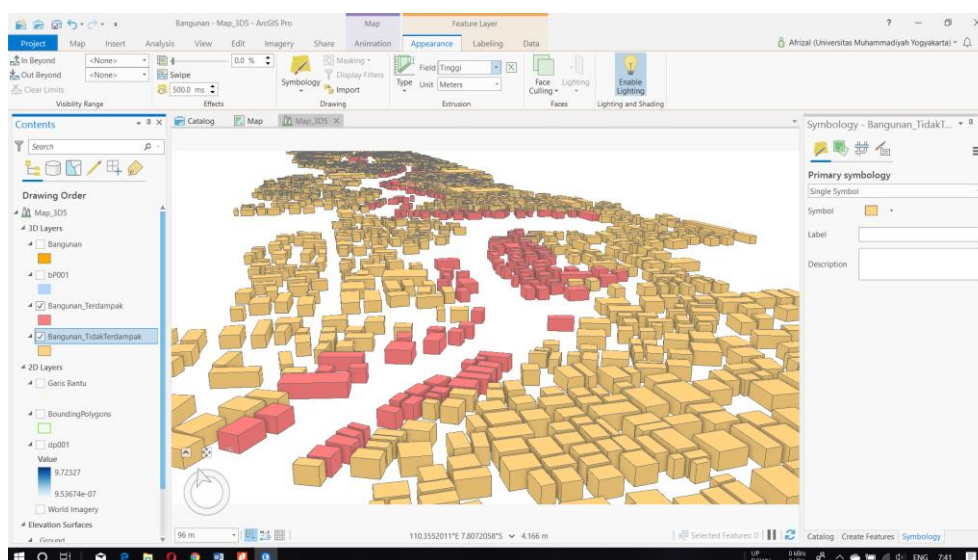 Bangunan - Map_3D5 - ArcGIS Pro
Map
Feature Layer
?
Project
Map
Insert
Analysis
View
Edit
Imagery
Share
Animation
Appearance
Labeling
Data
Afrizal (Universitas Muhammadiyah Yogyakarta)
In Beyond
<None>
Out Beyond
<None>
Clear Limits
Visibility Range
0.0 %
Swipe
500.0 ms
Effects
Symbology
Masking
Display Filters
Import
Drawing
Type
Field
Tinggi
Unit
Meters
Extrusion
Face Culling
Lighting
Faces
Enable Lighting
Lighting and Shading
Contents
Search
Drawing Order
Map_3D5
3D Layers
Bangunan
bP001
Bangunan_Terdampak
Bangunan_TidakTerdampak
2D Layers
Garis Bantu
BoundingPolygons
dp001
Value
9.72327
9.53674e-07
World Imagery
Elevation Surfaces
Ground
Catalog
Map
Map_3D5
96 m
110.3552011°E 7.8072058°S
4.166 m
Selected Features: 0
Symbology - Bangunan_TidakT...
Primary symbology
Single Symbol
Symbol
Label
Description
Catalog
Create Features
Symbology
UP
0 kBit
ENG
7:41